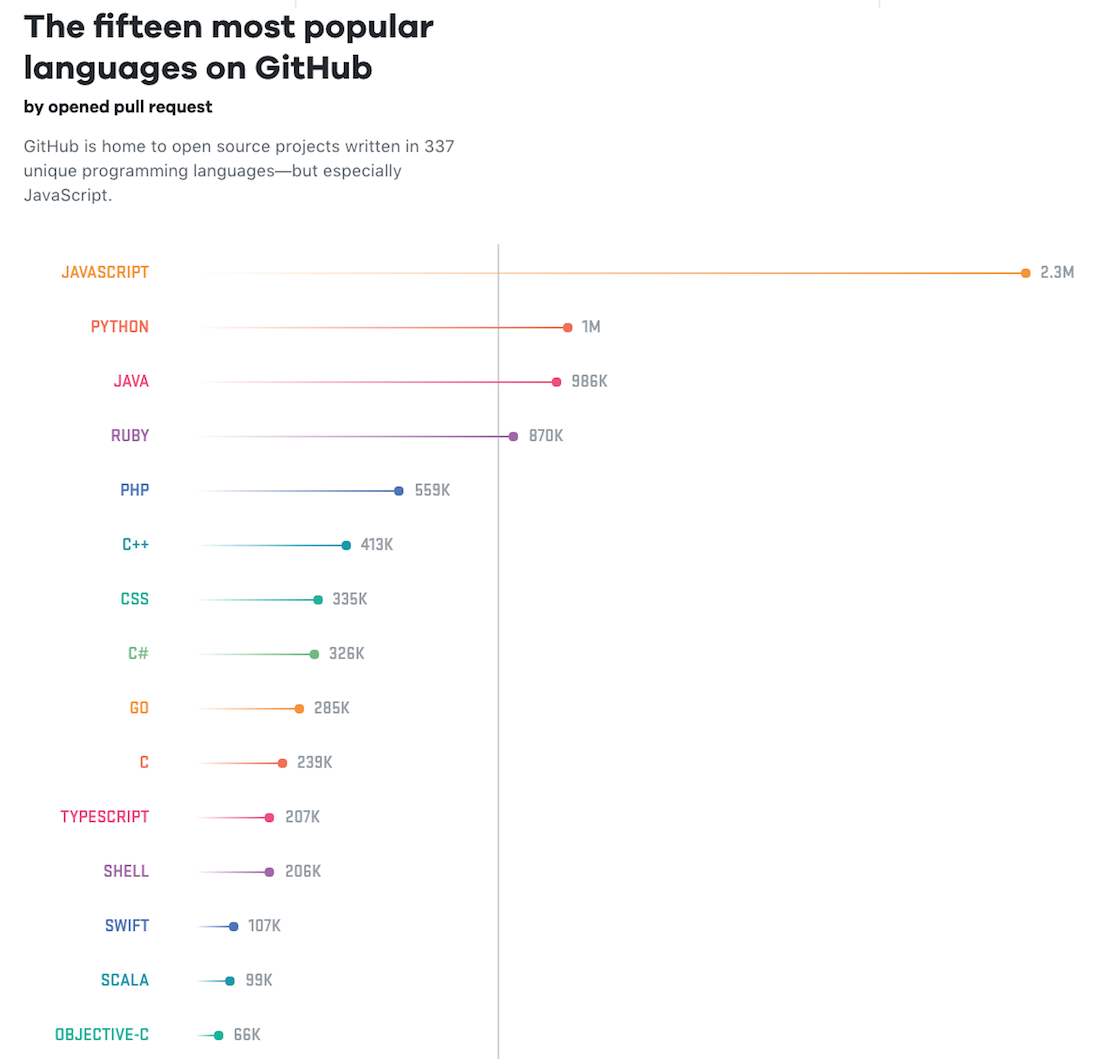 The fifteen most popular
languages on GitHub
by opened pull request
GitHub is home to open source projects written in 337
unique programming languages—but especially
JavaScript.
JAVASCRIPT 2.3M
PYTHON 1M
JAVA 986K
RUBY 870K
PHP 559K
C++ 413K
CSS 335K
C# 326K
GO 285K
C 239K
TYPESCRIPT 207K
SHELL 206K
SWIFT 107K
SCALA 99K
OBJECTIVE-C 66K